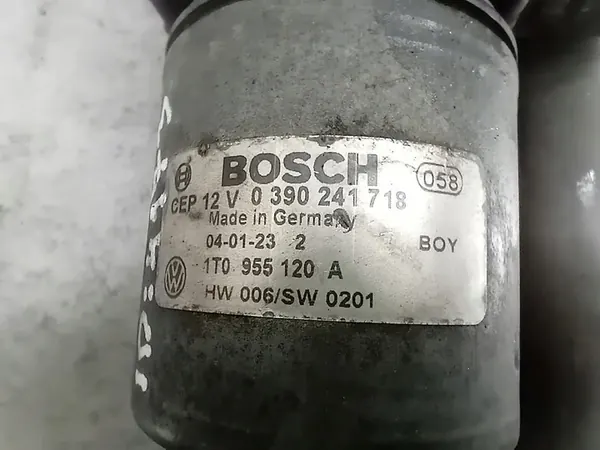 BOSCH
058
CEP 12 V 0 390 241 718
Made in Germany
04-01-23 2 BOY
1T0 955 120 A
HW 006/SW 0201